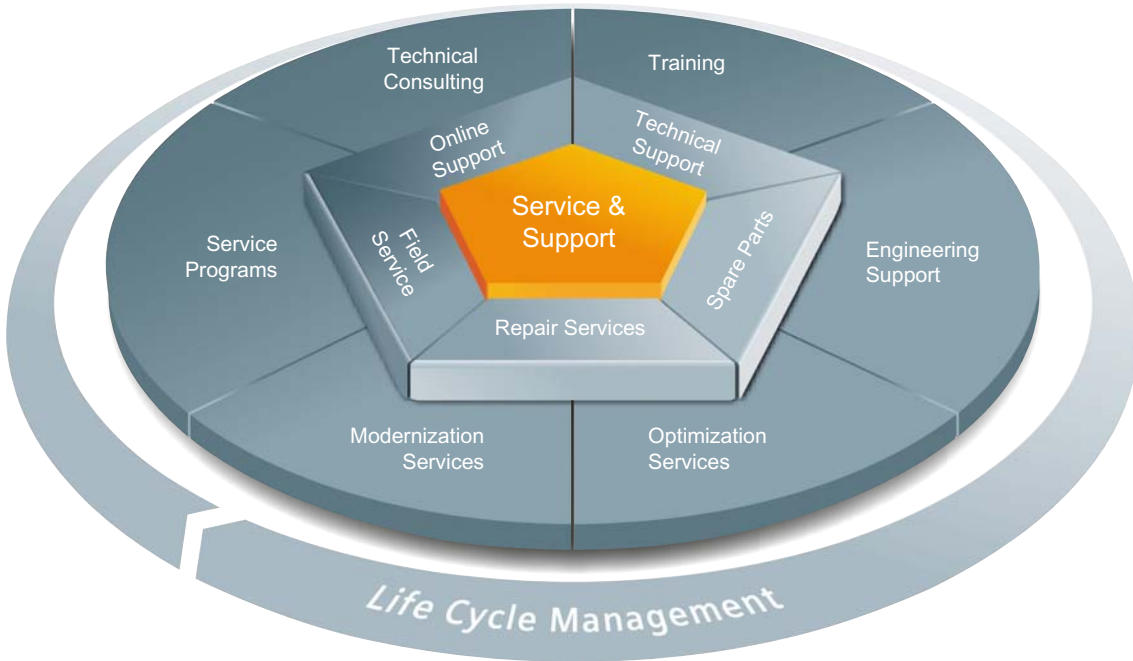 Technical
Consulting
Training
Online
Support
Technical
Support
Service &
Support
Service
Programs
Field
Service
Spare Parts
Engineering
Support
Repair Services
Modernization
Services
Optimization
Services
Life Cycle Management